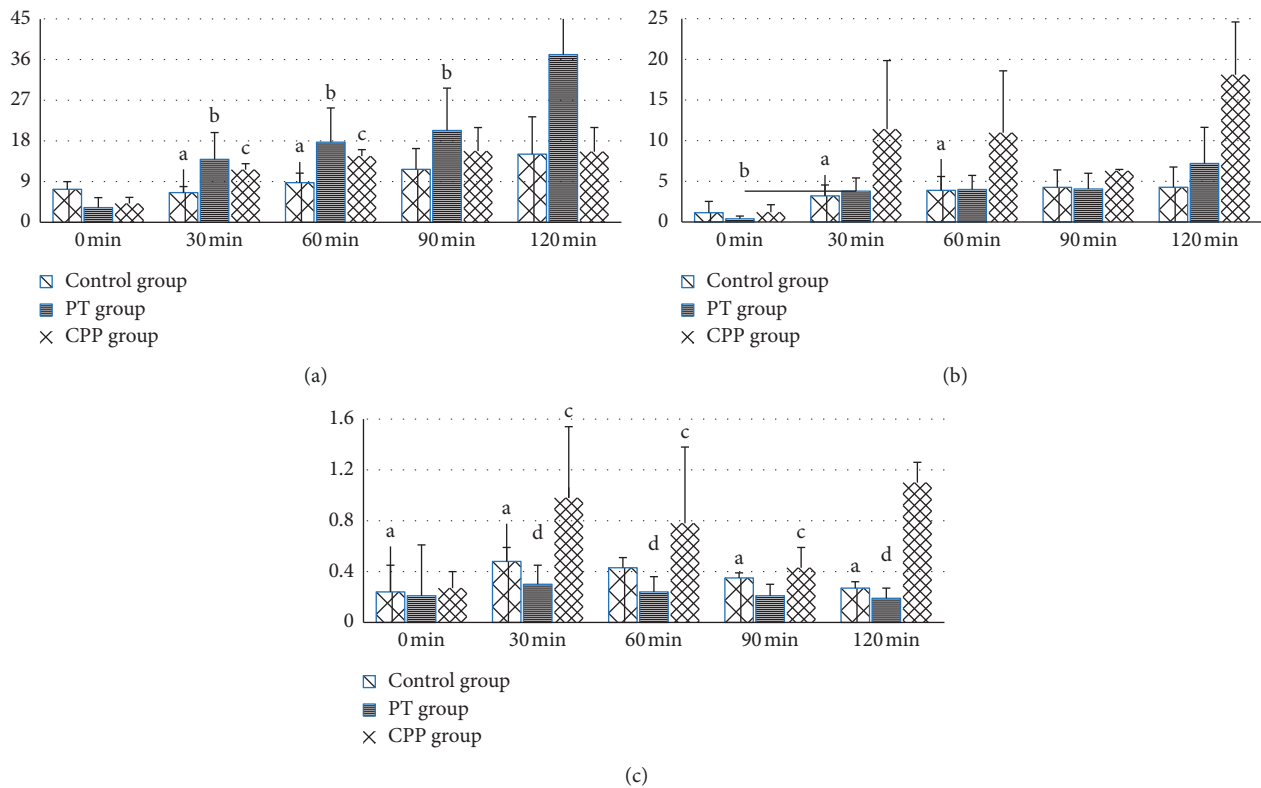 45
36
27
18
9
0
a
b
c
a
b
c
b
0 min
30 min
60 min
90 min
120 min
Control group
PT group
CPP group
(a)
25
20
15
10
5
0
b
a
a
0 min
30 min
60 min
90 min
120 min
Control group
PT group
CPP group
(b)
1.6
1.2
0.8
0.4
0
a
a
d
c
d
c
a
c
a
d
0 min
30 min
60 min
90 min
120 min
Control group
PT group
CPP group
(c)